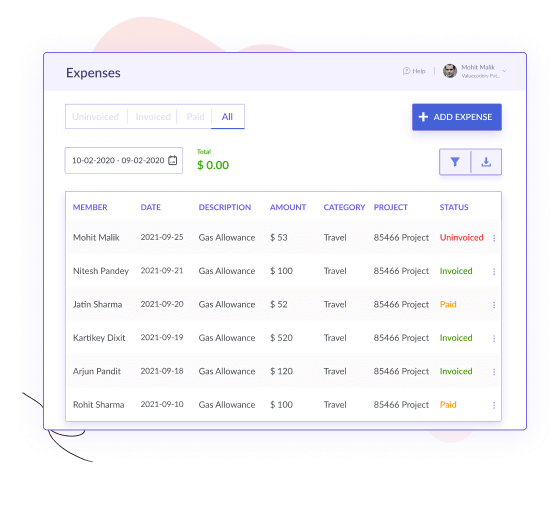 Expenses
Help
Mohit Malik
Valuecoders Pvt..
Uninvoiced Invoiced Paid All
+ ADD EXPENSE
10-02-2020 - 09-02-2020
Total
$ 0.00
MEMBER DATE DESCRIPTION AMOUNT CATEGORY PROJECT STATUS
Mohit Malik 2021-09-25 Gas Allowance $ 53 Travel 85466 Project Uninvoiced
Nitesh Pandey 2021-09-21 Gas Allowance $ 100 Travel 85466 Project Invoiced
Jatin Sharma 2021-09-20 Gas Allowance $ 52 Travel 85466 Project Paid
Kartikey Dixit 2021-09-19 Gas Allowance $ 520 Travel 85466 Project Invoiced
Arjun Pandit 2021-09-18 Gas Allowance $ 120 Travel 85466 Project Invoiced
Rohit Sharma 2021-09-10 Gas Allowance $ 100 Travel 85466 Project Paid